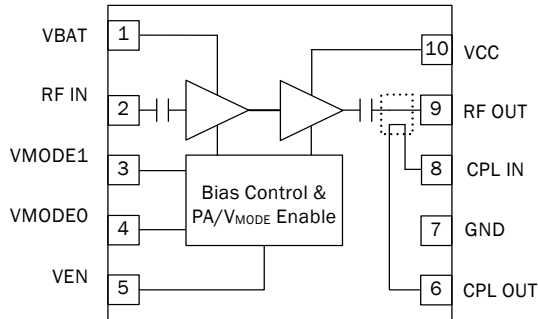 VBAT
1
10
VCC
RF IN
2
9
RF OUT
VMODE1
3
8
CPL IN
Bias Control &
PA/VMODE Enable
VMODE0
4
7
GND
VEN
5
6
CPL OUT